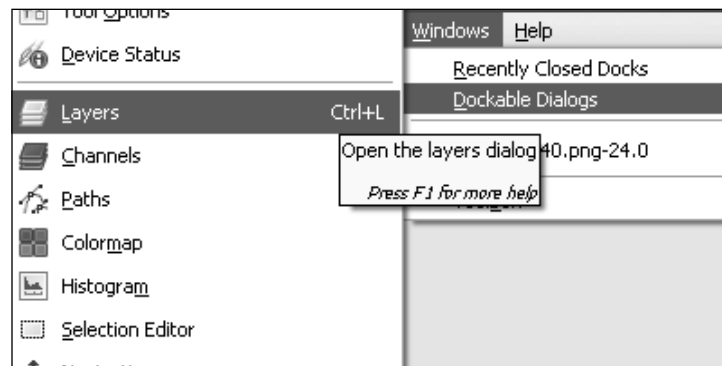 Tool Options
Device Status
Layers Ctrl+L
Channels
Paths
Colormap
Histogram
Selection Editor
Windows Help
Recently Closed Docks
Dockable Dialogs
40.png-24.0
Open the layers dialog
Press F1 for more help